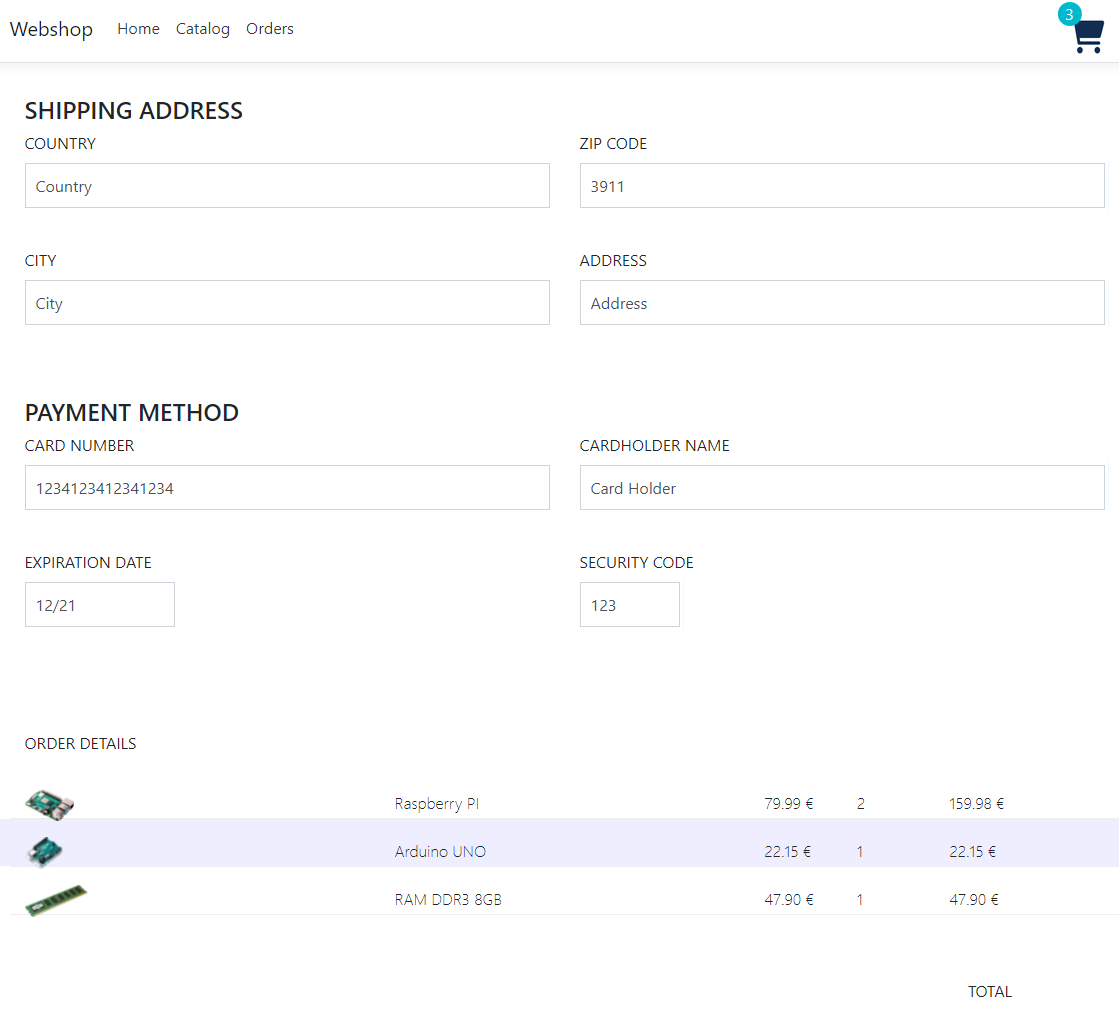 Webshop Home Catalog Orders 3
SHIPPING ADDRESS
COUNTRY ZIP CODE
Country 3911
CITY ADDRESS
City Address
PAYMENT METHOD
CARD NUMBER CARDHOLDER NAME
1234123412341234 Card Holder
EXPIRATION DATE SECURITY CODE
12/21 123
ORDER DETAILS
Raspberry PI 79.99 € 2 159.98 €
Arduino UNO 22.15 € 1 22.15 €
RAM DDR3 8GB 47.90 € 1 47.90 €
TOTAL